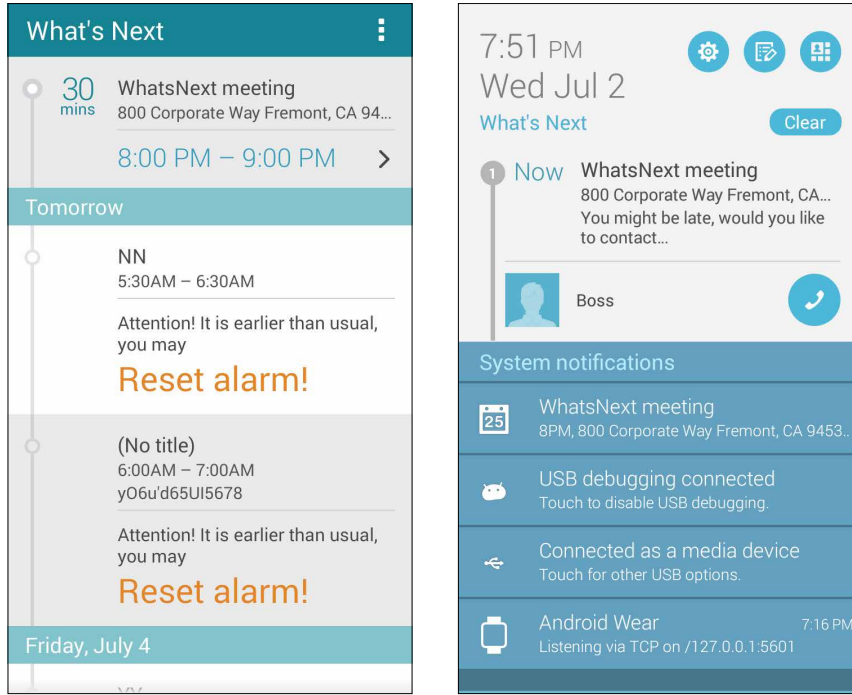 What's Next
30
mins
WhatsNext meeting
800 Corporate Way Fremont, CA 94...
8:00 PM – 9:00 PM
Tomorrow
NN
5:30AM – 6:30AM
Attention! It is earlier than usual,
you may
Reset alarm!
(No title)
6:00AM – 7:00AM
yO6u'd65UI5678
Attention! It is earlier than usual,
you may
Reset alarm!
Friday, July 4
7:51 PM
Wed Jul 2
What's Next
Clear
1
Now
WhatsNext meeting
800 Corporate Way Fremont, CA...
You might be late, would you like
to contact...
Boss
System notifications
25
WhatsNext meeting
8PM, 800 Corporate Way Fremont, CA 9453..
USB debugging connected
Touch to disable USB debugging.
Connected as a media device
Touch for other USB options.
Android Wear
7:16 PM
Listening via TCP on /127.0.0.1:5601